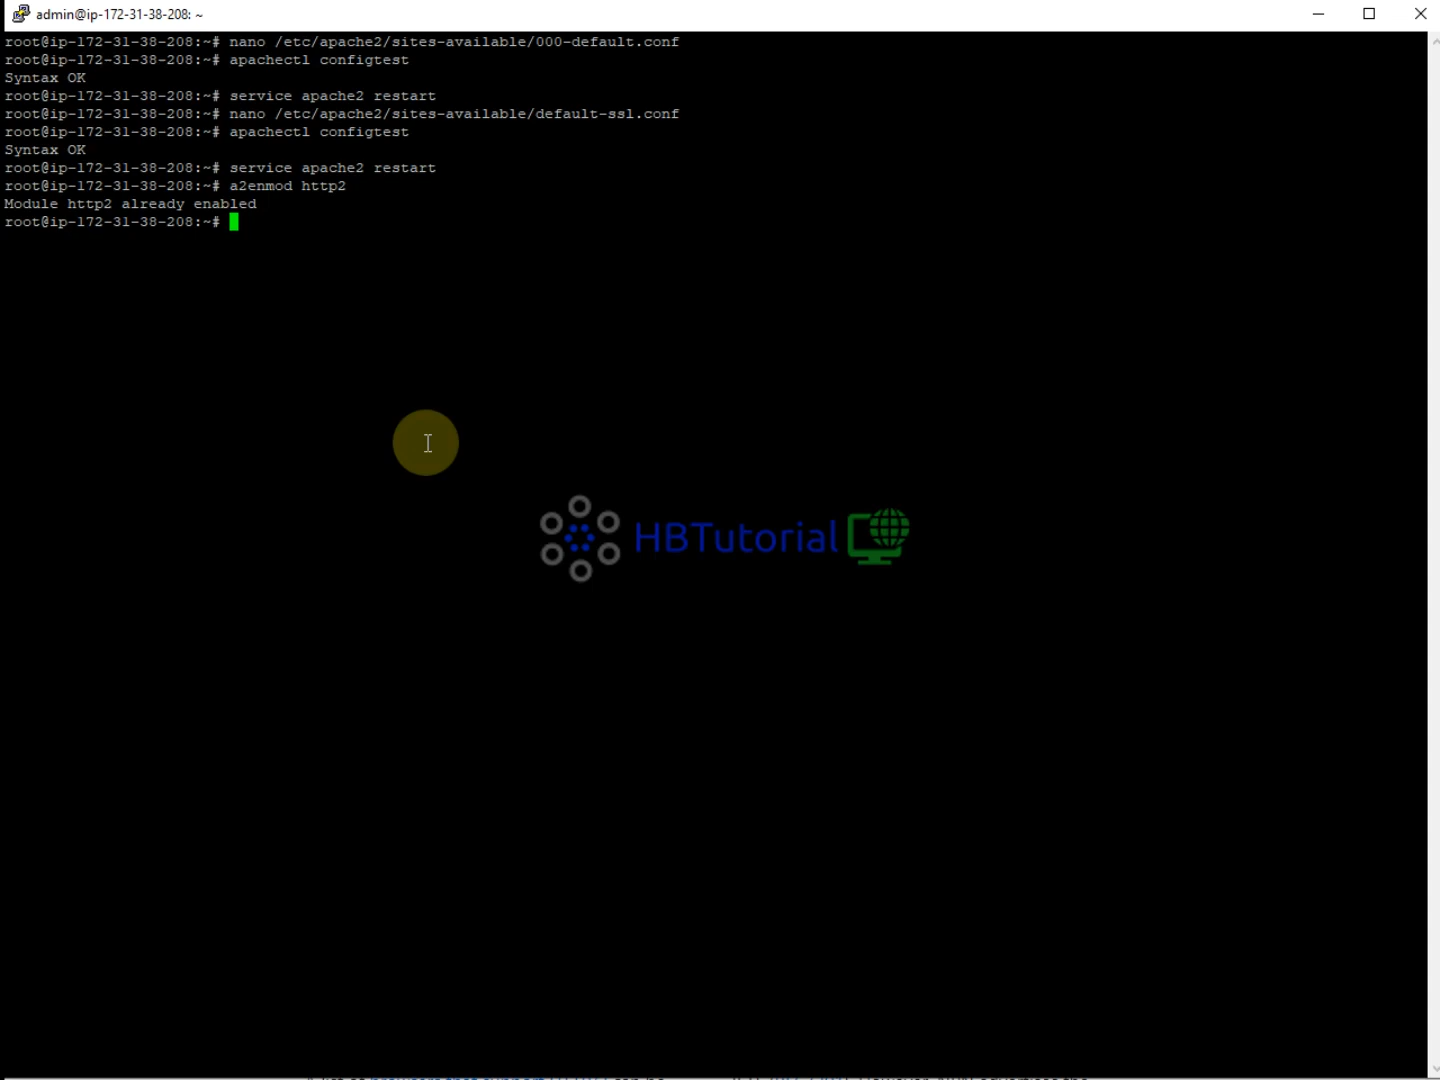 admin@ip-172-31-38-208: ~
root@ip-172-31-38-208:~# nano /etc/apache2/sites-available/000-default.conf
root@ip-172-31-38-208:~# apachectl configtest
Syntax OK
root@ip-172-31-38-208:~# service apache2 restart
root@ip-172-31-38-208:~# nano /etc/apache2/sites-available/default-ssl.conf
root@ip-172-31-38-208:~# apachectl configtest
Syntax OK
root@ip-172-31-38-208:~# service apache2 restart
root@ip-172-31-38-208:~# a2enmod http2
Module http2 already enabled
root@ip-172-31-38-208:~#
HBTutorial